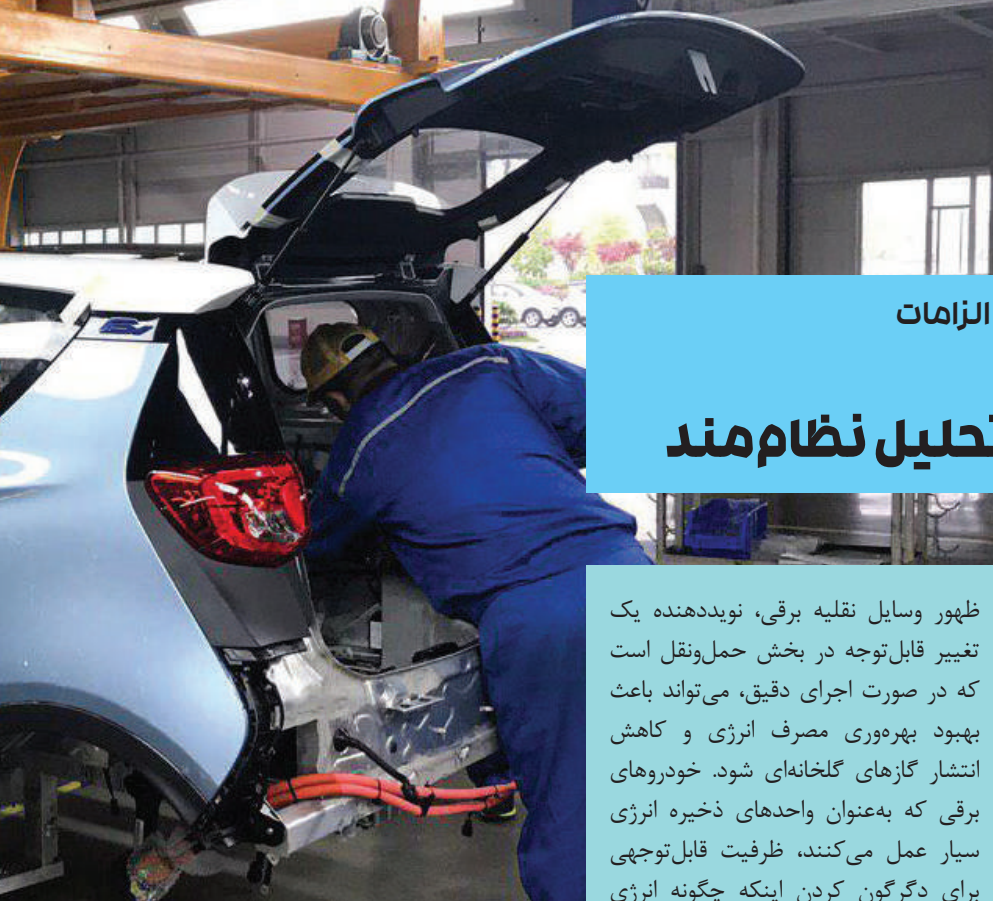 الزامات
تحلیل نظام‌مند
ظهور وسایل نقلیه برقی، نویددهنده یک
تغییر قابل‌توجه در بخش حمل‌ونقل است
که در صورت اجرای دقیق، می‌تواند باعث
بهبود بهره‌وری مصرف انرژی و کاهش
انتشار گازهای گلخانه‌ای شود. خودروهای
برقی که به‌عنوان واحدهای ذخیره انرژی
سیار عمل می‌کنند، ظرفیت قابل‌توجهی
برای دگرگون کردن اینکه چگونه انرژی